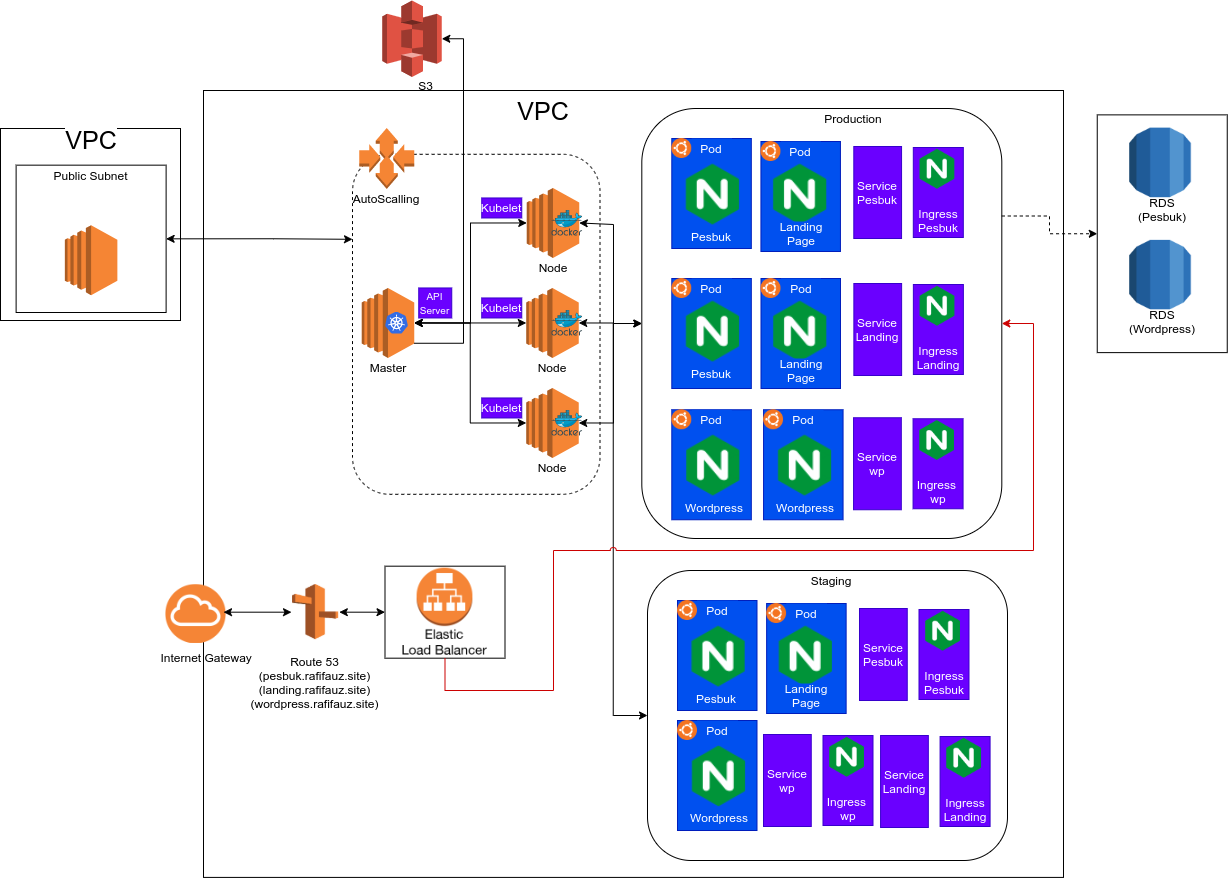 S3
VPC
VPC
Public Subnet
AutoScalling
Kubelet
docker
Node
API
Server
Master
Kubelet
docker
Node
Kubelet
docker
Node
Production
Pod
Pesbuk
Pod
Landing
Page
Service
Pesbuk
Ingress
Pesbuk
Pod
Pesbuk
Pod
Landing
Page
Service
Landing
Ingress
Landing
Pod
Wordpress
Pod
Wordpress
Service
wp
Ingress
wp
RDS
(Pesbuk)
RDS
(Wordpress)
Internet Gateway
Route 53
(pesbuk.rafifauz.site)
(landing.rafifauz.site)
(wordpress.rafifauz.site)
Elastic
Load Balancer
Staging
Pod
Pesbuk
Pod
Landing
Page
Service
Pesbuk
Ingress
Pesbuk
Pod
Wordpress
Service
wp
Ingress
wp
Service
Landing
Ingress
Landing